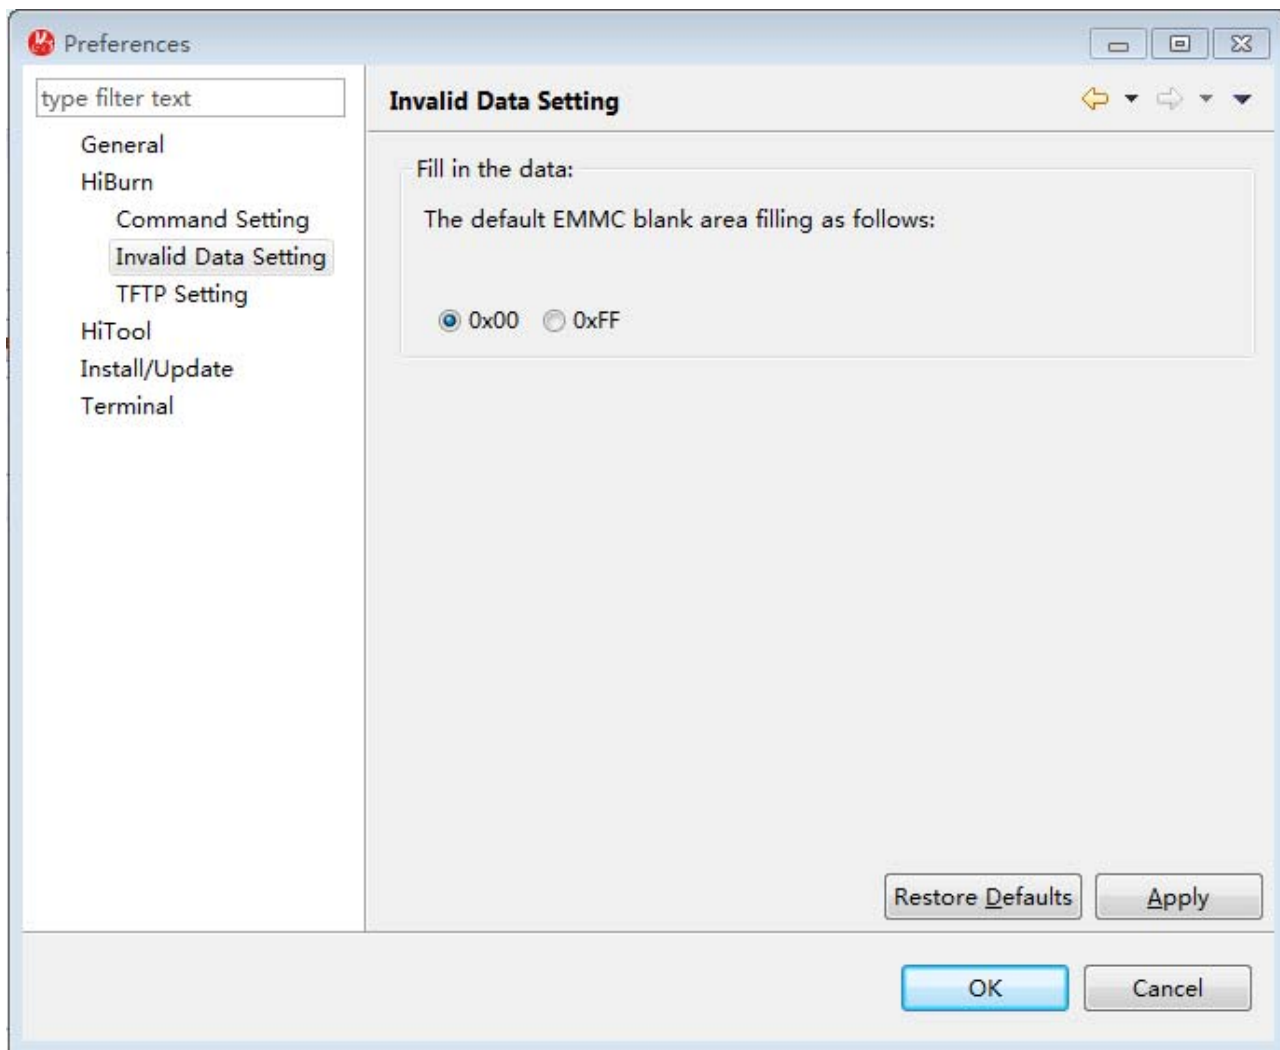 Preferences
type filter text
General
HiBurn
Command Setting
Invalid Data Setting
TFTP Setting
HiTool
Install/Update
Terminal
Invalid Data Setting
Fill in the data:
The default EMMC blank area filling as follows:
0x00 0xFF
Restore Defaults Apply
OK Cancel